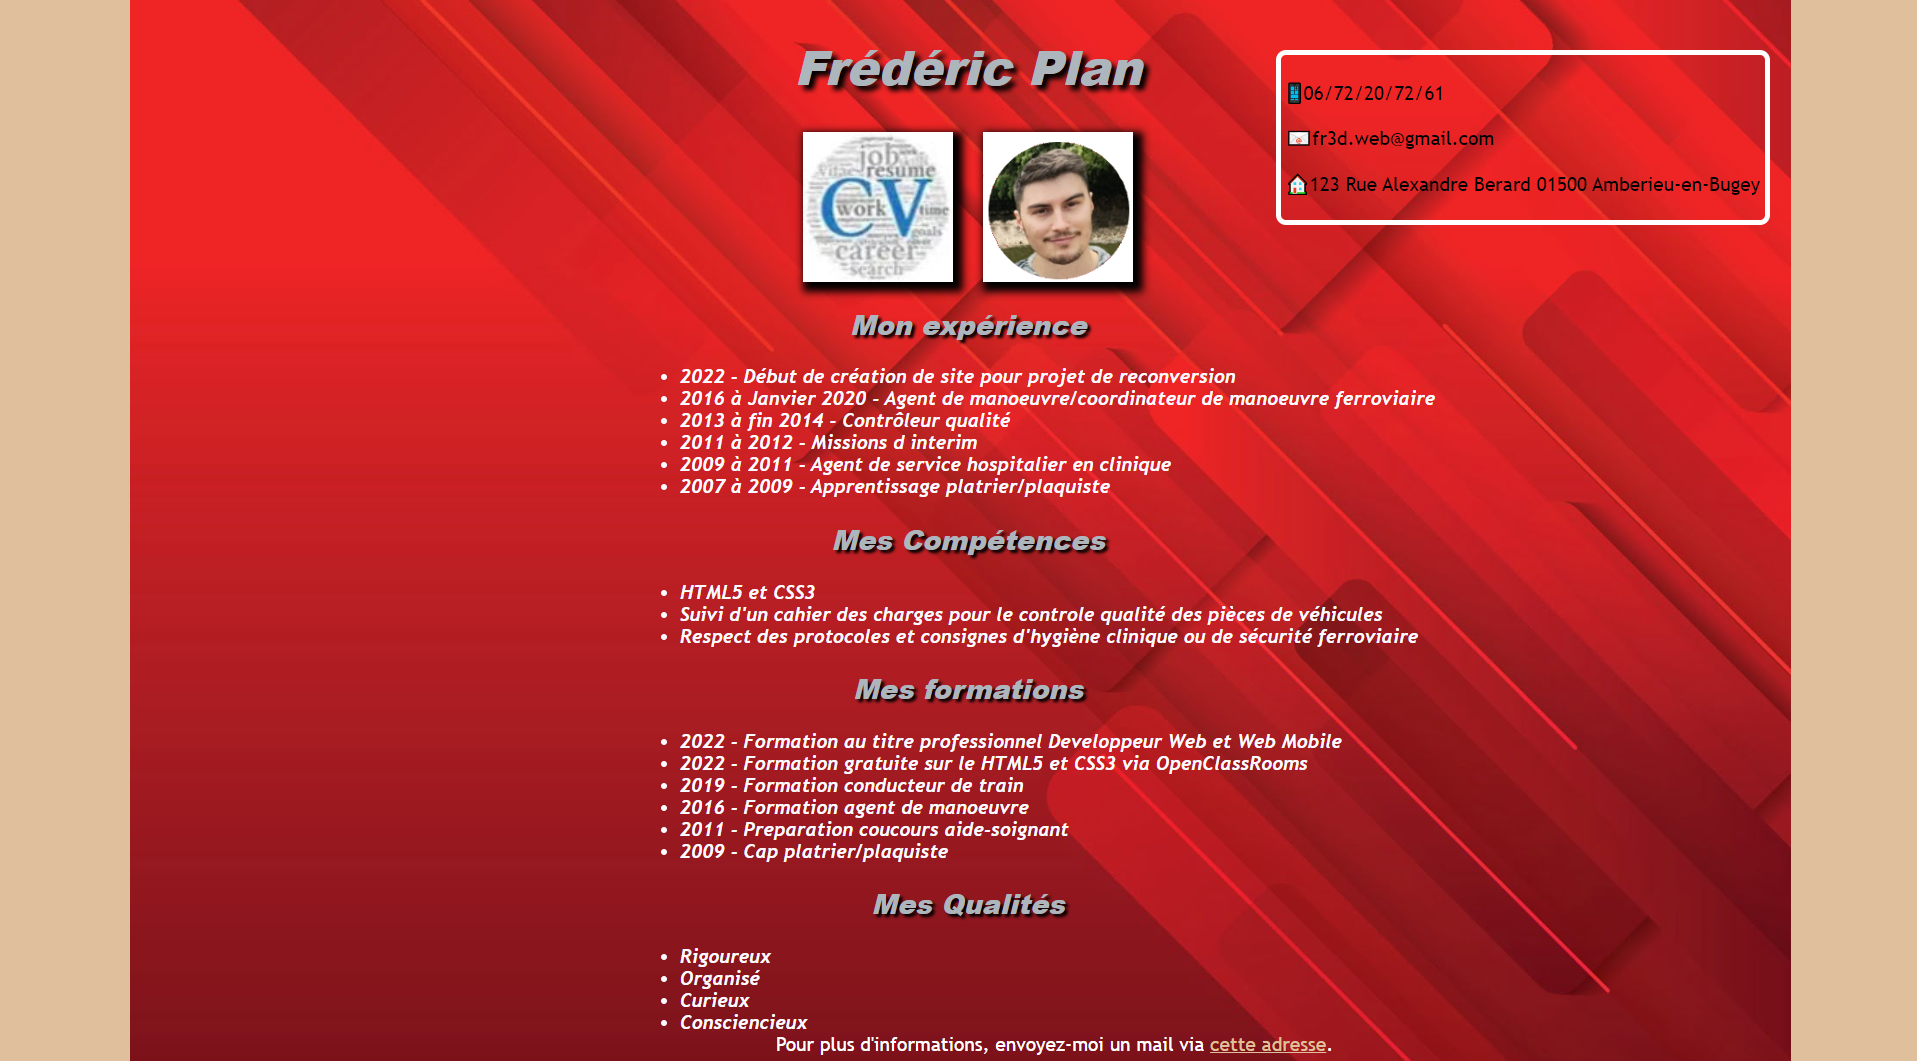 Frédéric Plan
06/72/20/72/61
fr3d.web@gmail.com
123 Rue Alexandre Berard 01500 Amberieu-en-Bugey
job
vitae resume
CV
work time
goals
career
search
Mon expérience
• 2022 - Début de création de site pour projet de reconversion
• 2016 à Janvier 2020 - Agent de manoeuvre/coordinateur de manoeuvre ferroviaire
• 2013 à fin 2014 - Contrôleur qualité
• 2011 à 2012 - Missions d interim
• 2009 à 2011 - Agent de service hospitalier en clinique
• 2007 à 2009 - Apprentissage platrier/plaquiste
Mes Compétences
• HTML5 et CSS3
• Suivi d'un cahier des charges pour le controle qualité des pièces de véhicules
• Respect des protocoles et consignes d'hygiène clinique ou de sécurité ferroviaire
Mes formations
• 2022 - Formation au titre professionnel Developpeur Web et Web Mobile
• 2022 - Formation gratuite sur le HTML5 et CSS3 via OpenClassRooms
• 2019 - Formation conducteur de train
• 2016 - Formation agent de manoeuvre
• 2011 - Preparation coucours aide-soignant
• 2009 - Cap platrier/plaquiste
Mes Qualités
• Rigoureux
• Organisé
• Curieux
• Consciencieux
Pour plus d'informations, envoyez-moi un mail via cette adresse.